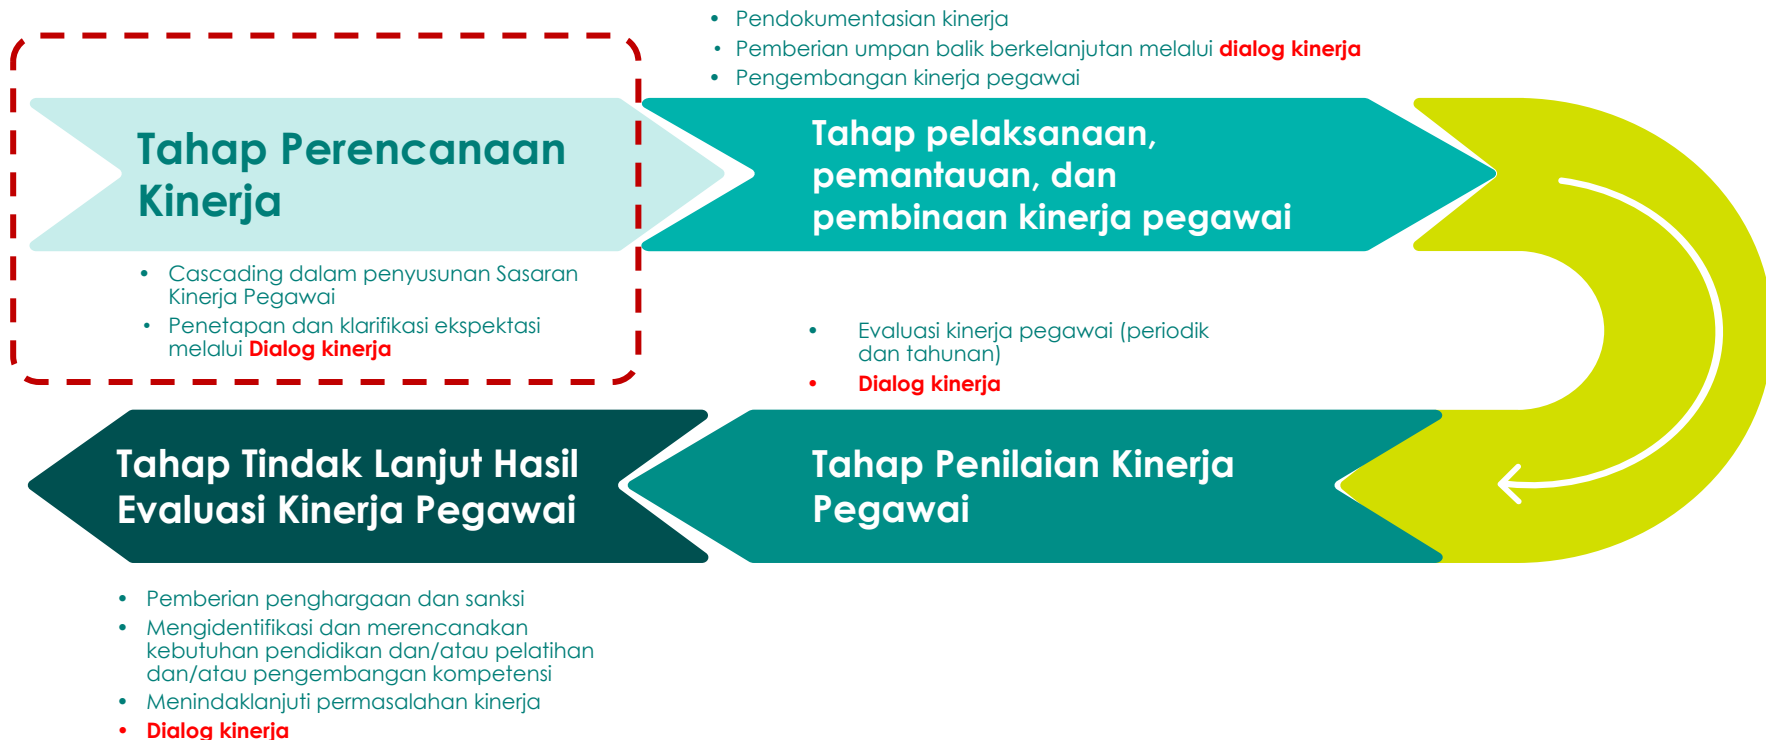 • Pendokumentasian kinerja
• Pemberian umpan balik berkelanjutan melalui dialog kinerja
• Pengembangan kinerja pegawai
Tahap Perencanaan
Kinerja
• Cascading dalam penyusunan Sasaran
Kinerja Pegawai
• Penetapan dan klarifikasi ekspektasi
melalui Dialog kinerja
Tahap pelaksanaan,
pemantauan, dan
pembinaan kinerja pegawai
• Evaluasi kinerja pegawai (periodik
dan tahunan)
• Dialog kinerja
Tahap Penilaian Kinerja
Pegawai
Tahap Tindak Lanjut Hasil
Evaluasi Kinerja Pegawai
• Pemberian penghargaan dan sanksi
• Mengidentifikasi dan merencanakan
kebutuhan pendidikan dan/atau pelatihan
dan/atau pengembangan kompetensi
• Menindaklanjuti permasalahan kinerja
• Dialog kinerja